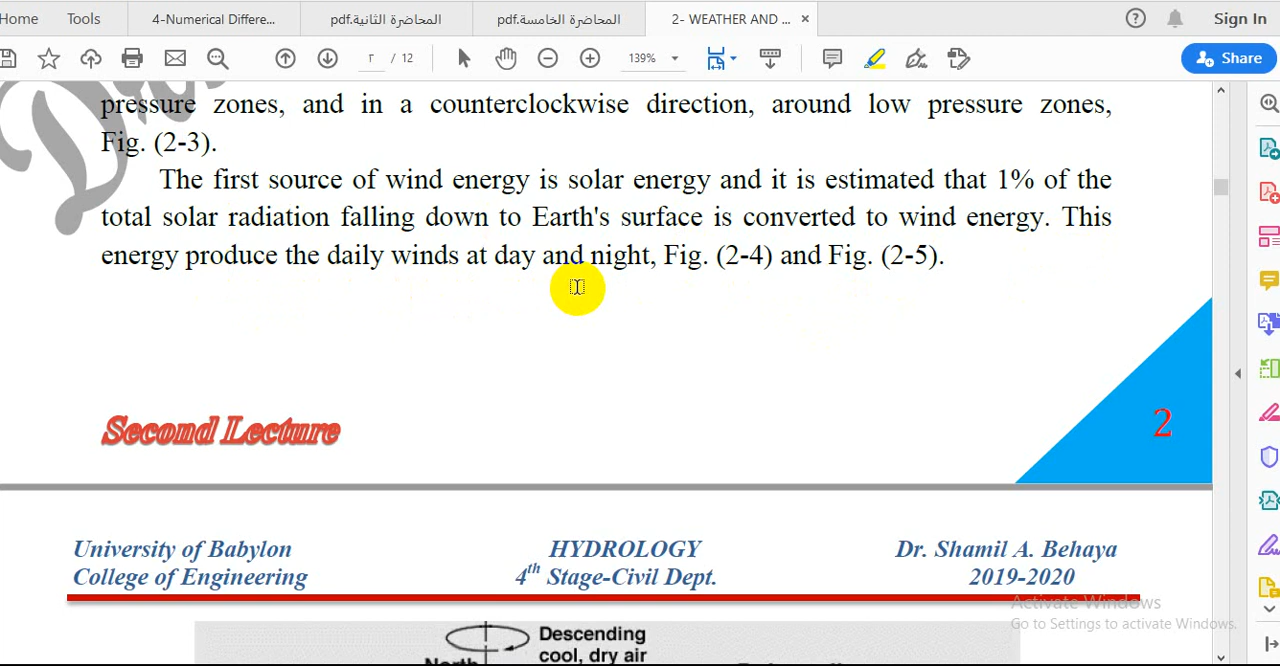 Home Tools 4-Numerical Differe... المحاضرة الثانية.pdf المحاضرة الخامسة.pdf 2- WEATHER AND ... × Sign In
٢ / 12 139% Share
pressure zones, and in a counterclockwise direction, around low pressure zones,
Fig. (2-3).
The first source of wind energy is solar energy and it is estimated that 1% of the
total solar radiation falling down to Earth's surface is converted to wind energy. This
energy produce the daily winds at day and night, Fig. (2-4) and Fig. (2-5).
Second Lecture
2
University of Babylon HYDROLOGY Dr. Shamil A. Behaya
College of Engineering 4th Stage-Civil Dept. 2019-2020
Activate Windows
Go to Settings to activate Windows.
Descending
North cool, dry air